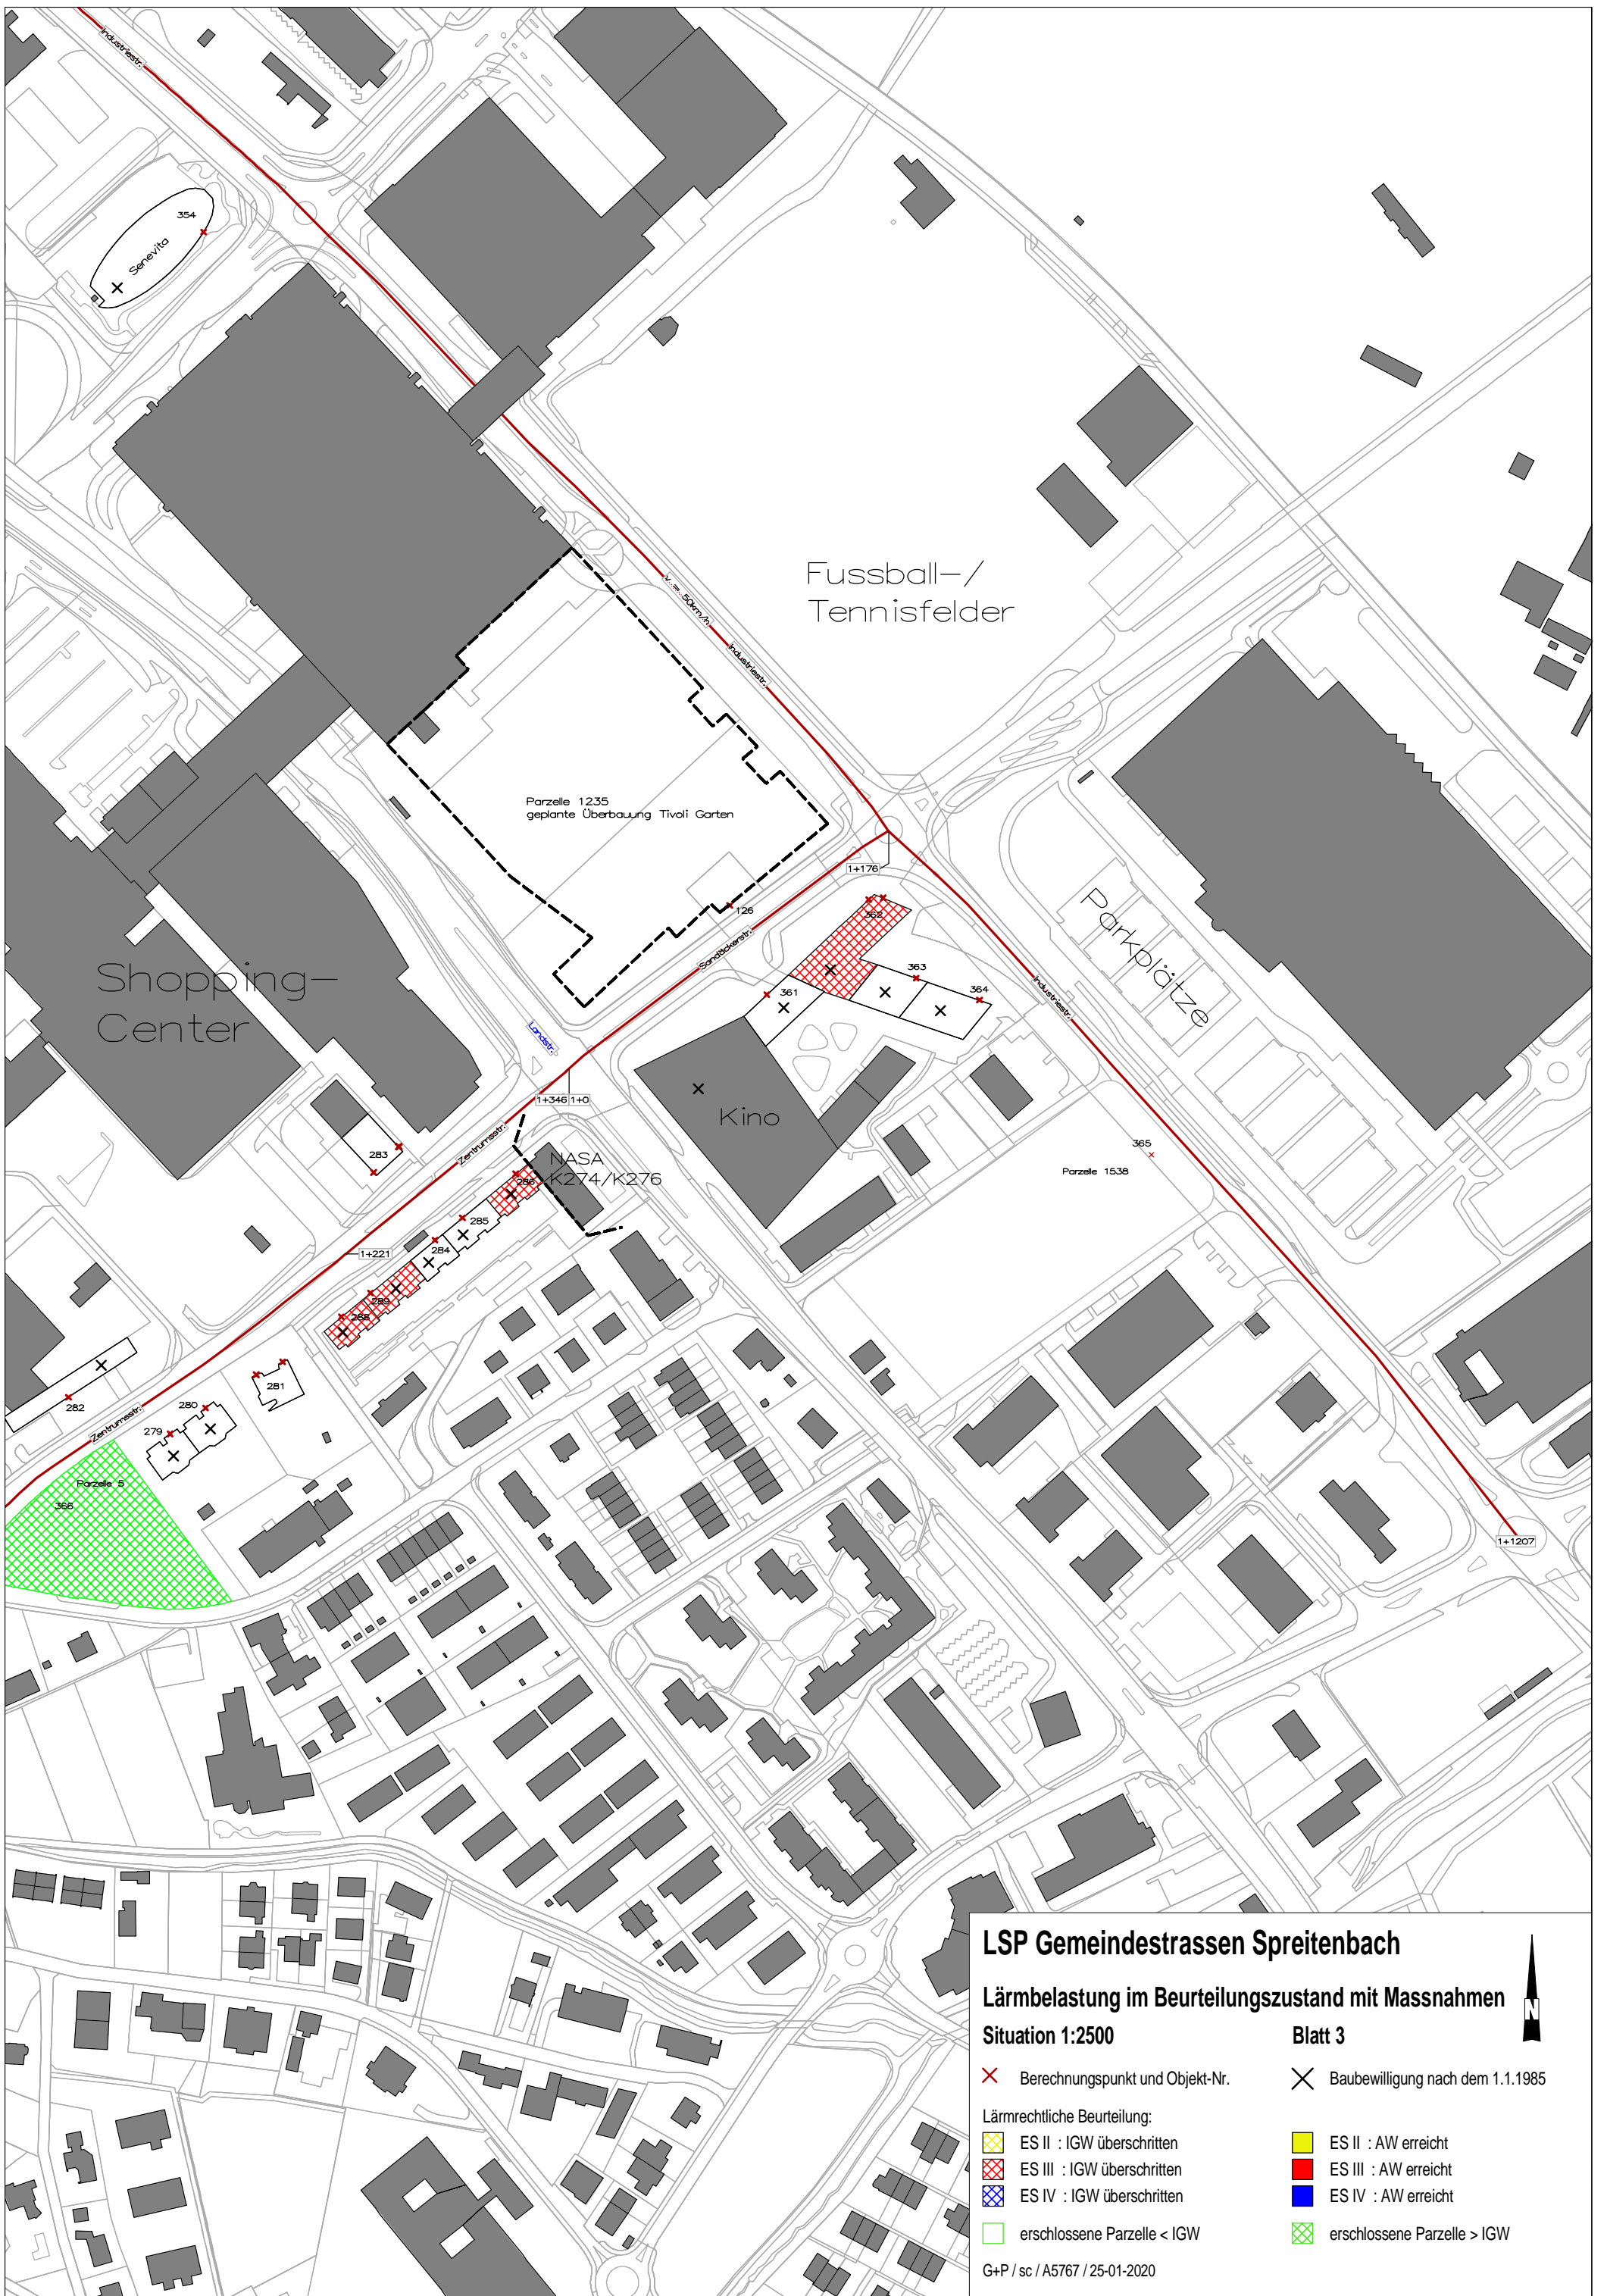 Industriestr.
354
Senevita
Fussball-/
Tennisfelder
v = 50km/h
Industriestr.
Parzelle 1235
geplante Überbauung Tivoli Garten
1+176
126
362
Sandäckerstr.
Parkplätze
Shopping-
Center
361
363
364
Industriestr.
Landstr.
1+346
1+0
Kino
Zentrumsstr.
283
NASA
K274/K276
286
365
Parzelle 1538
285
284
1+221
289
288
281
282
280
279
Zentrumsstr.
Parzelle 5
366
1+1207
LSP Gemeindestrassen Spreitenbach
Lärmbelastung im Beurteilungszustand mit Massnahmen
Situation 1:2500
Blatt 3
N
Berechnungspunkt und Objekt-Nr.
Baubewilligung nach dem 1.1.1985
Lärmrechtliche Beurteilung:
ES II : IGW überschritten
ES II : AW erreicht
ES III : IGW überschritten
ES III : AW erreicht
ES IV : IGW überschritten
ES IV : AW erreicht
erschlossene Parzelle < IGW
erschlossene Parzelle > IGW
G+P / sc / A5767 / 25-01-2020